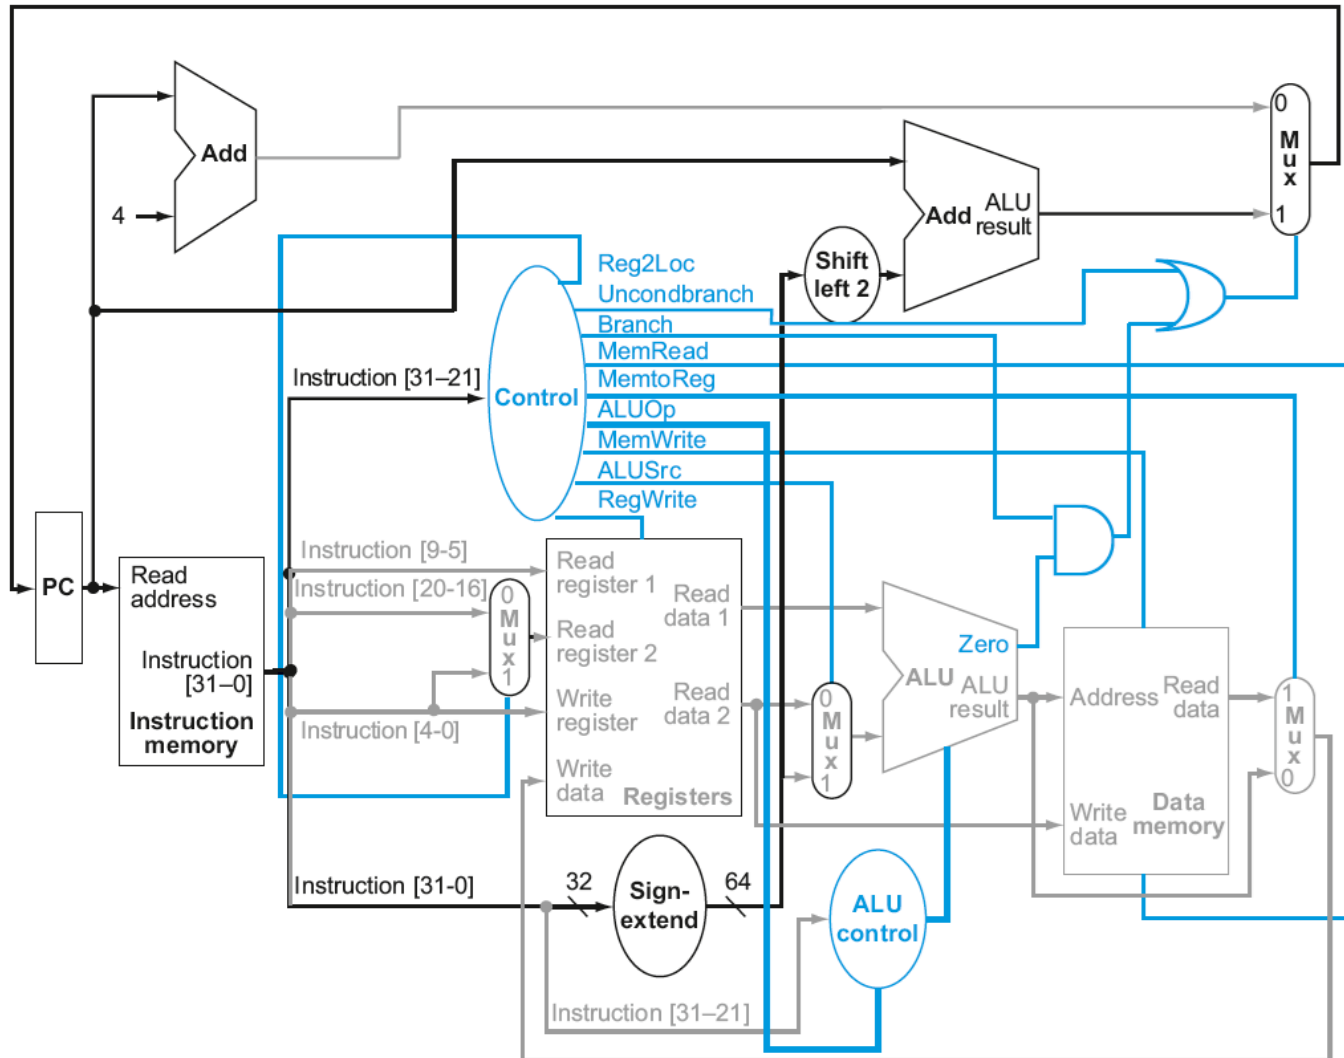 Add
4
0
Mux
1
Add
ALU
result
Shift
left 2
Reg2Loc
Uncondbranch
Branch
MemRead
MemtoReg
ALUOp
MemWrite
ALUSrc
RegWrite
Control
Instruction [31–21]
PC
Read
address
Instruction
[31–0]
Instruction
memory
Instruction [9-5]
Instruction [20-16]
Instruction [4-0]
0
Mux
1
Read
register 1
Read
register 2
Write
register
Write
data
Read
data 1
Read
data 2
Registers
0
Mux
1
Zero
ALU
ALU
result
Address
Read
data
Write
data
Data
memory
1
Mux
0
Instruction [31-0]
32
Sign-
extend
64
ALU
control
Instruction [31–21]